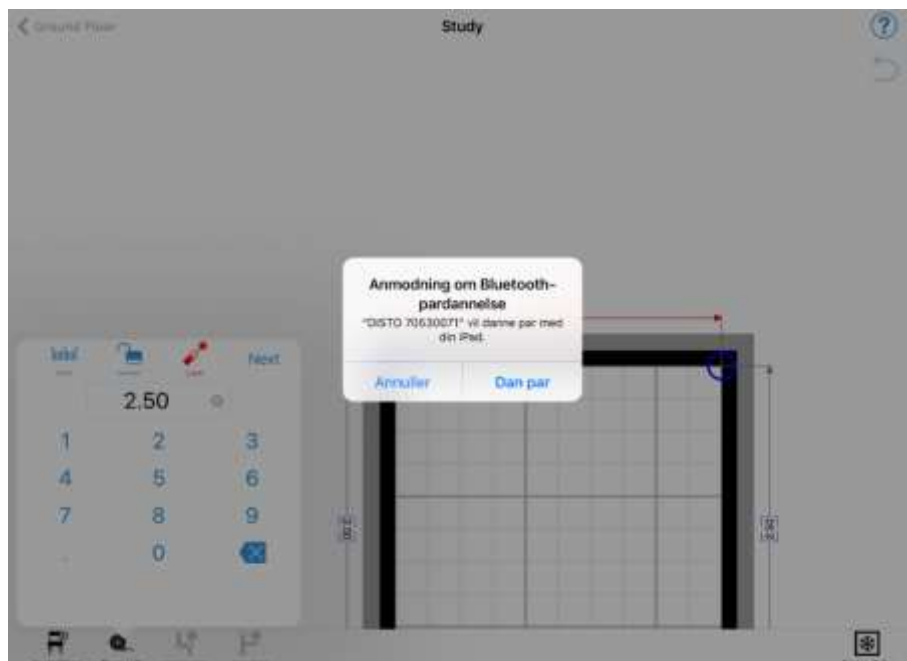 Ground Floor
Study
?
Anmodning om Bluetooth-
pardannelse
"DISTO 70530071" vil danne par med
din iPad.
Annuller
Dan par
Next
2.50
1 2 3
4 5 6
7 8 9
. 0